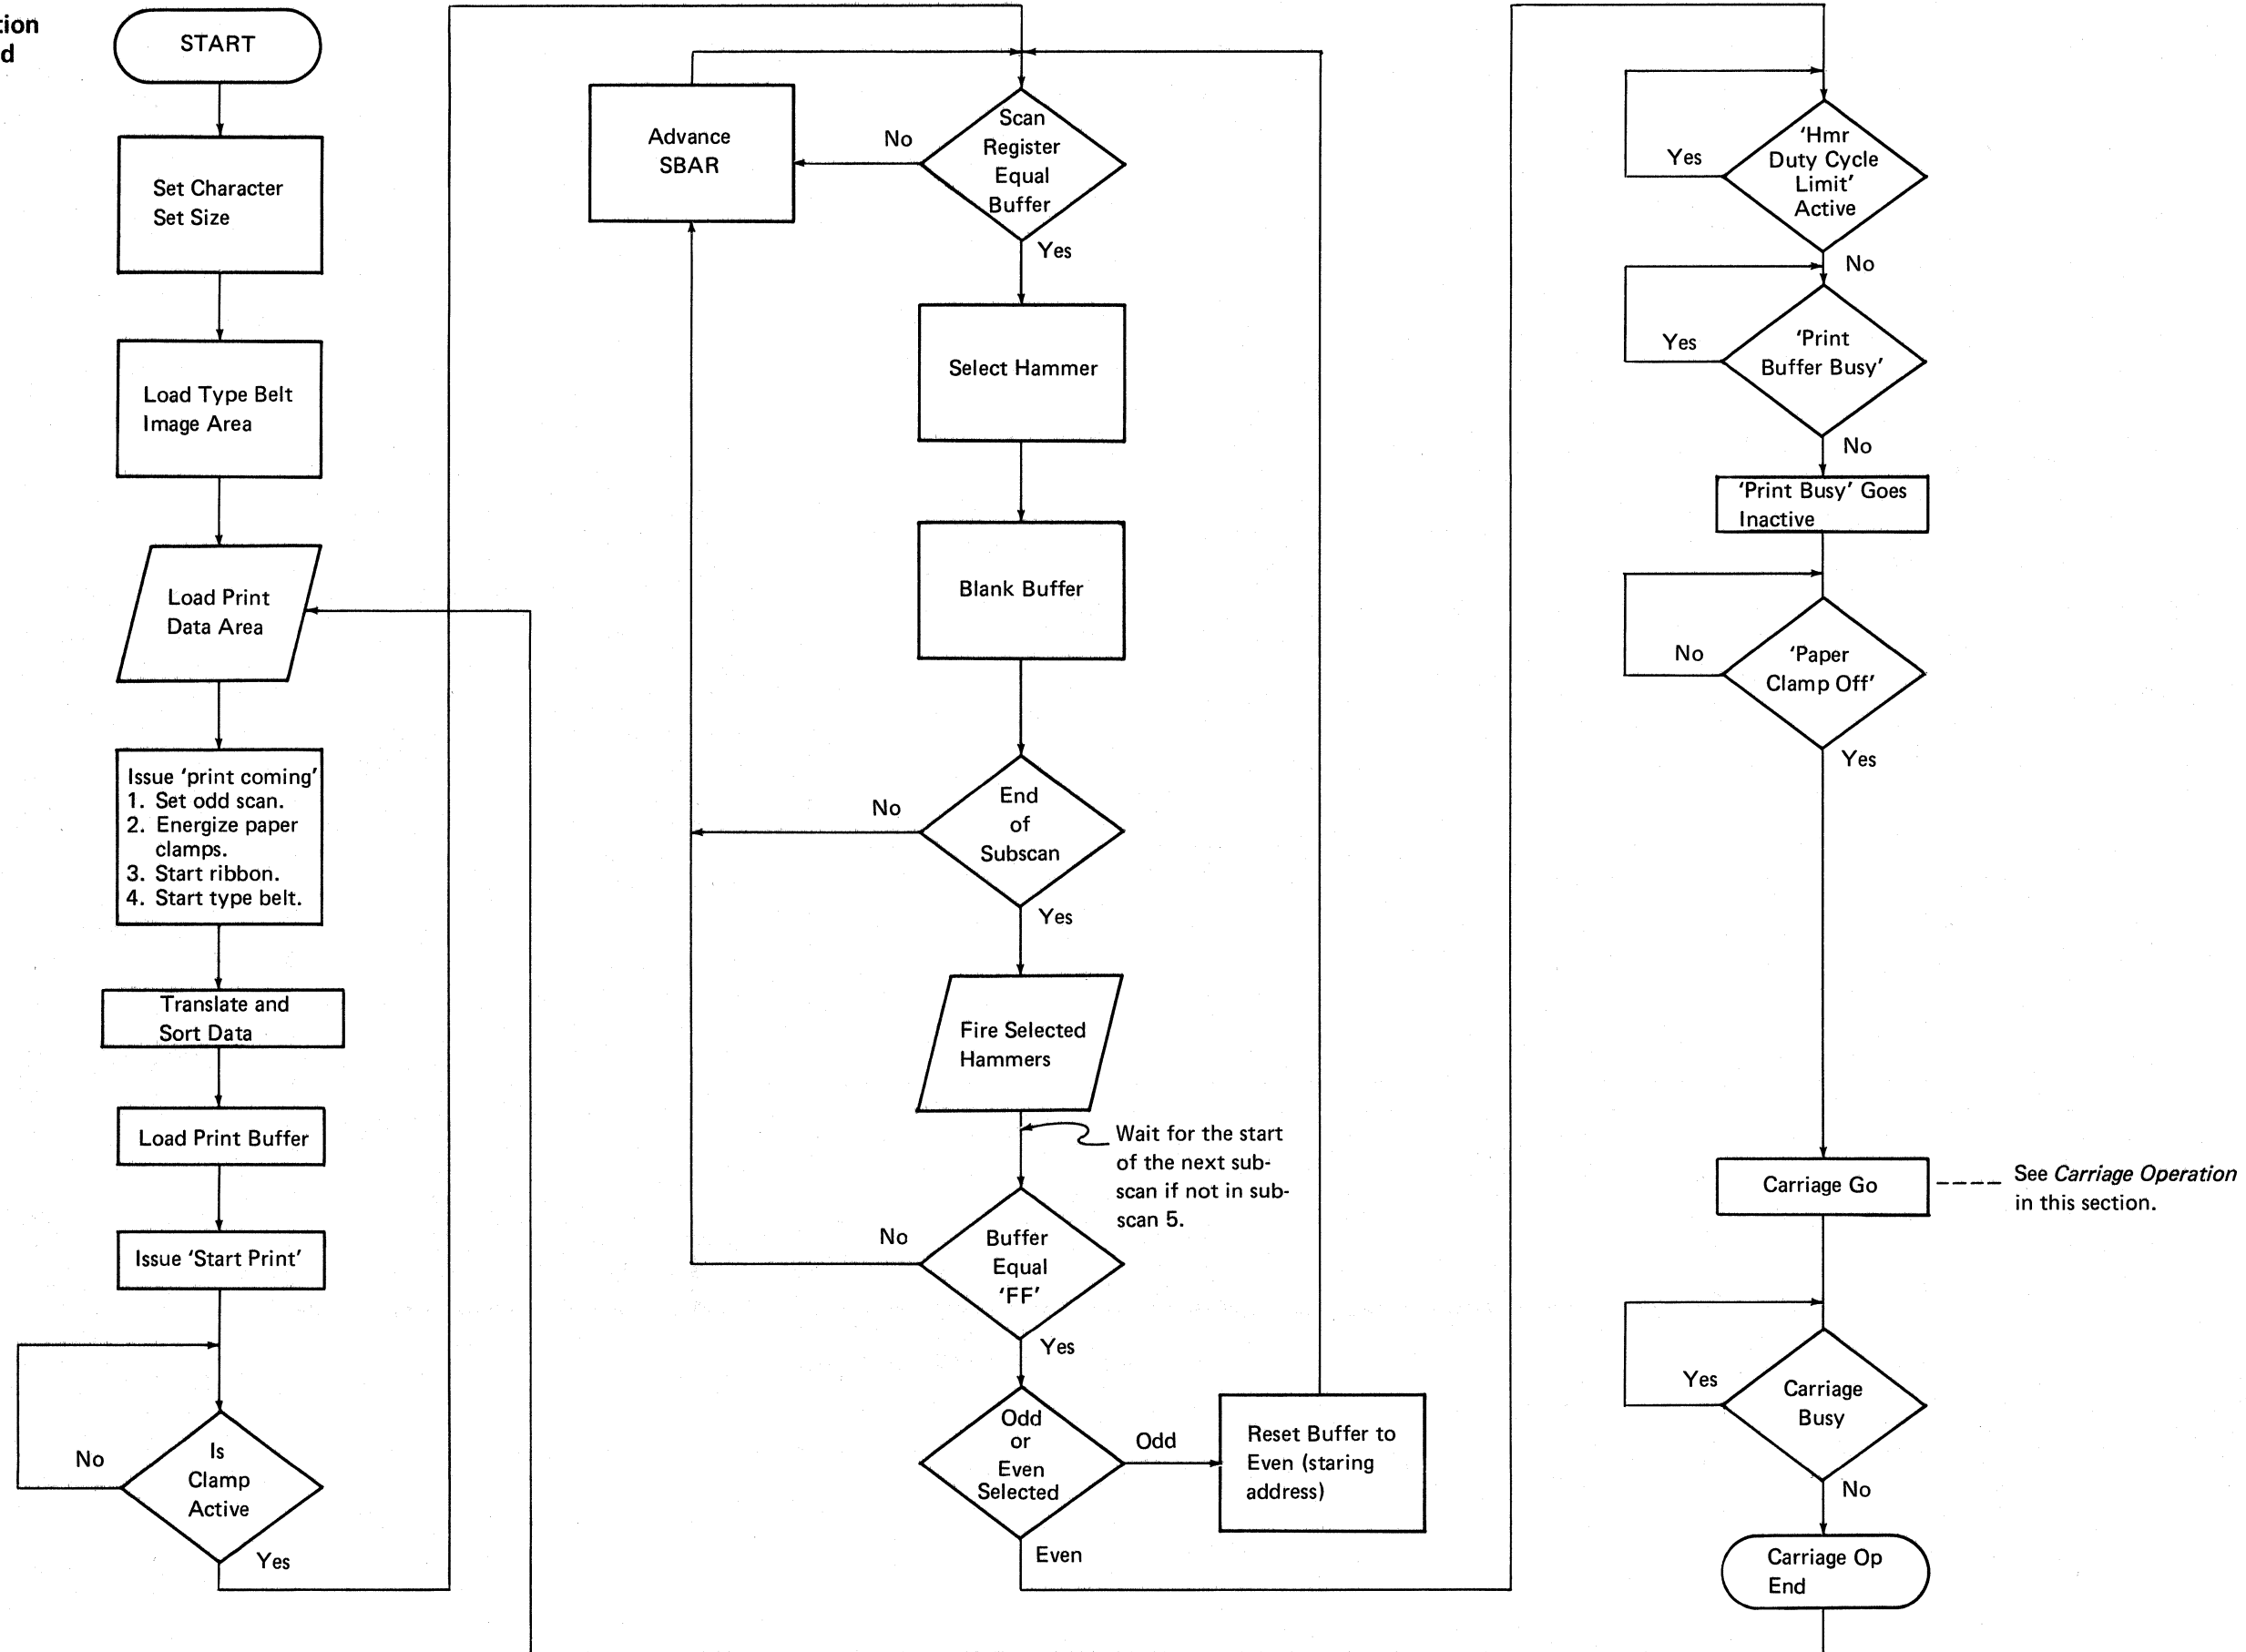 tion
d
START
Set Character
Set Size
Load Type Belt
Image Area
Load Print
Data Area
Issue ‘print coming’
1. Set odd scan.
2. Energize paper
clamps.
3. Start ribbon.
4. Start type belt.
Translate and
Sort Data
Load Print Buffer
Issue ‘Start Print’
No
Is
Clamp
Active
Yes
Advance
SBAR
No
Scan
Register
Equal
Buffer
Yes
Select Hammer
Blank Buffer
No
End
of
Subscan
Yes
Fire Selected
Hammers
Wait for the start
of the next sub-
scan if not in sub-
scan 5.
No
Buffer
Equal
‘FF’
Yes
Odd
or
Even
Selected
Odd
Reset Buffer to
Even (staring
address)
Even
‘Hmr
Duty Cycle
Limit’
Active
Yes
No
‘Print
Buffer Busy’
Yes
No
‘Print Busy’ Goes
Inactive
No
‘Paper
Clamp Off’
Yes
Carriage Go
See Carriage Operation
in this section.
Yes
Carriage
Busy
No
Carriage Op
End